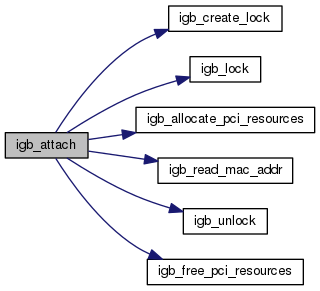 igb_create_lock
igb_lock
igb_allocate_pci_resources
igb_attach
igb_read_mac_addr
igb_unlock
igb_free_pci_resources